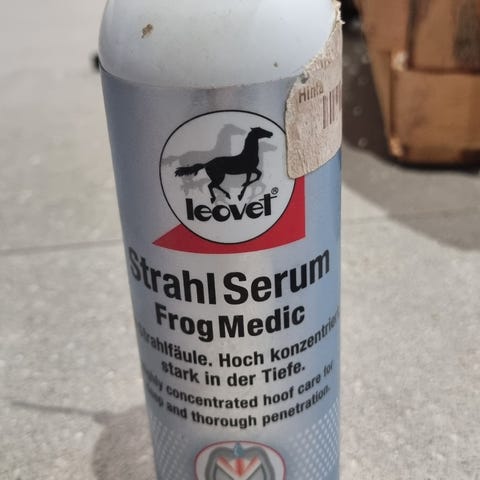 Hinta
leovet®
Strahl Serum
Frog Medic
Strahlfäule. Hoch konzentriert
stark in der Tiefe.
concentrated hoof care for
and thorough penetration.